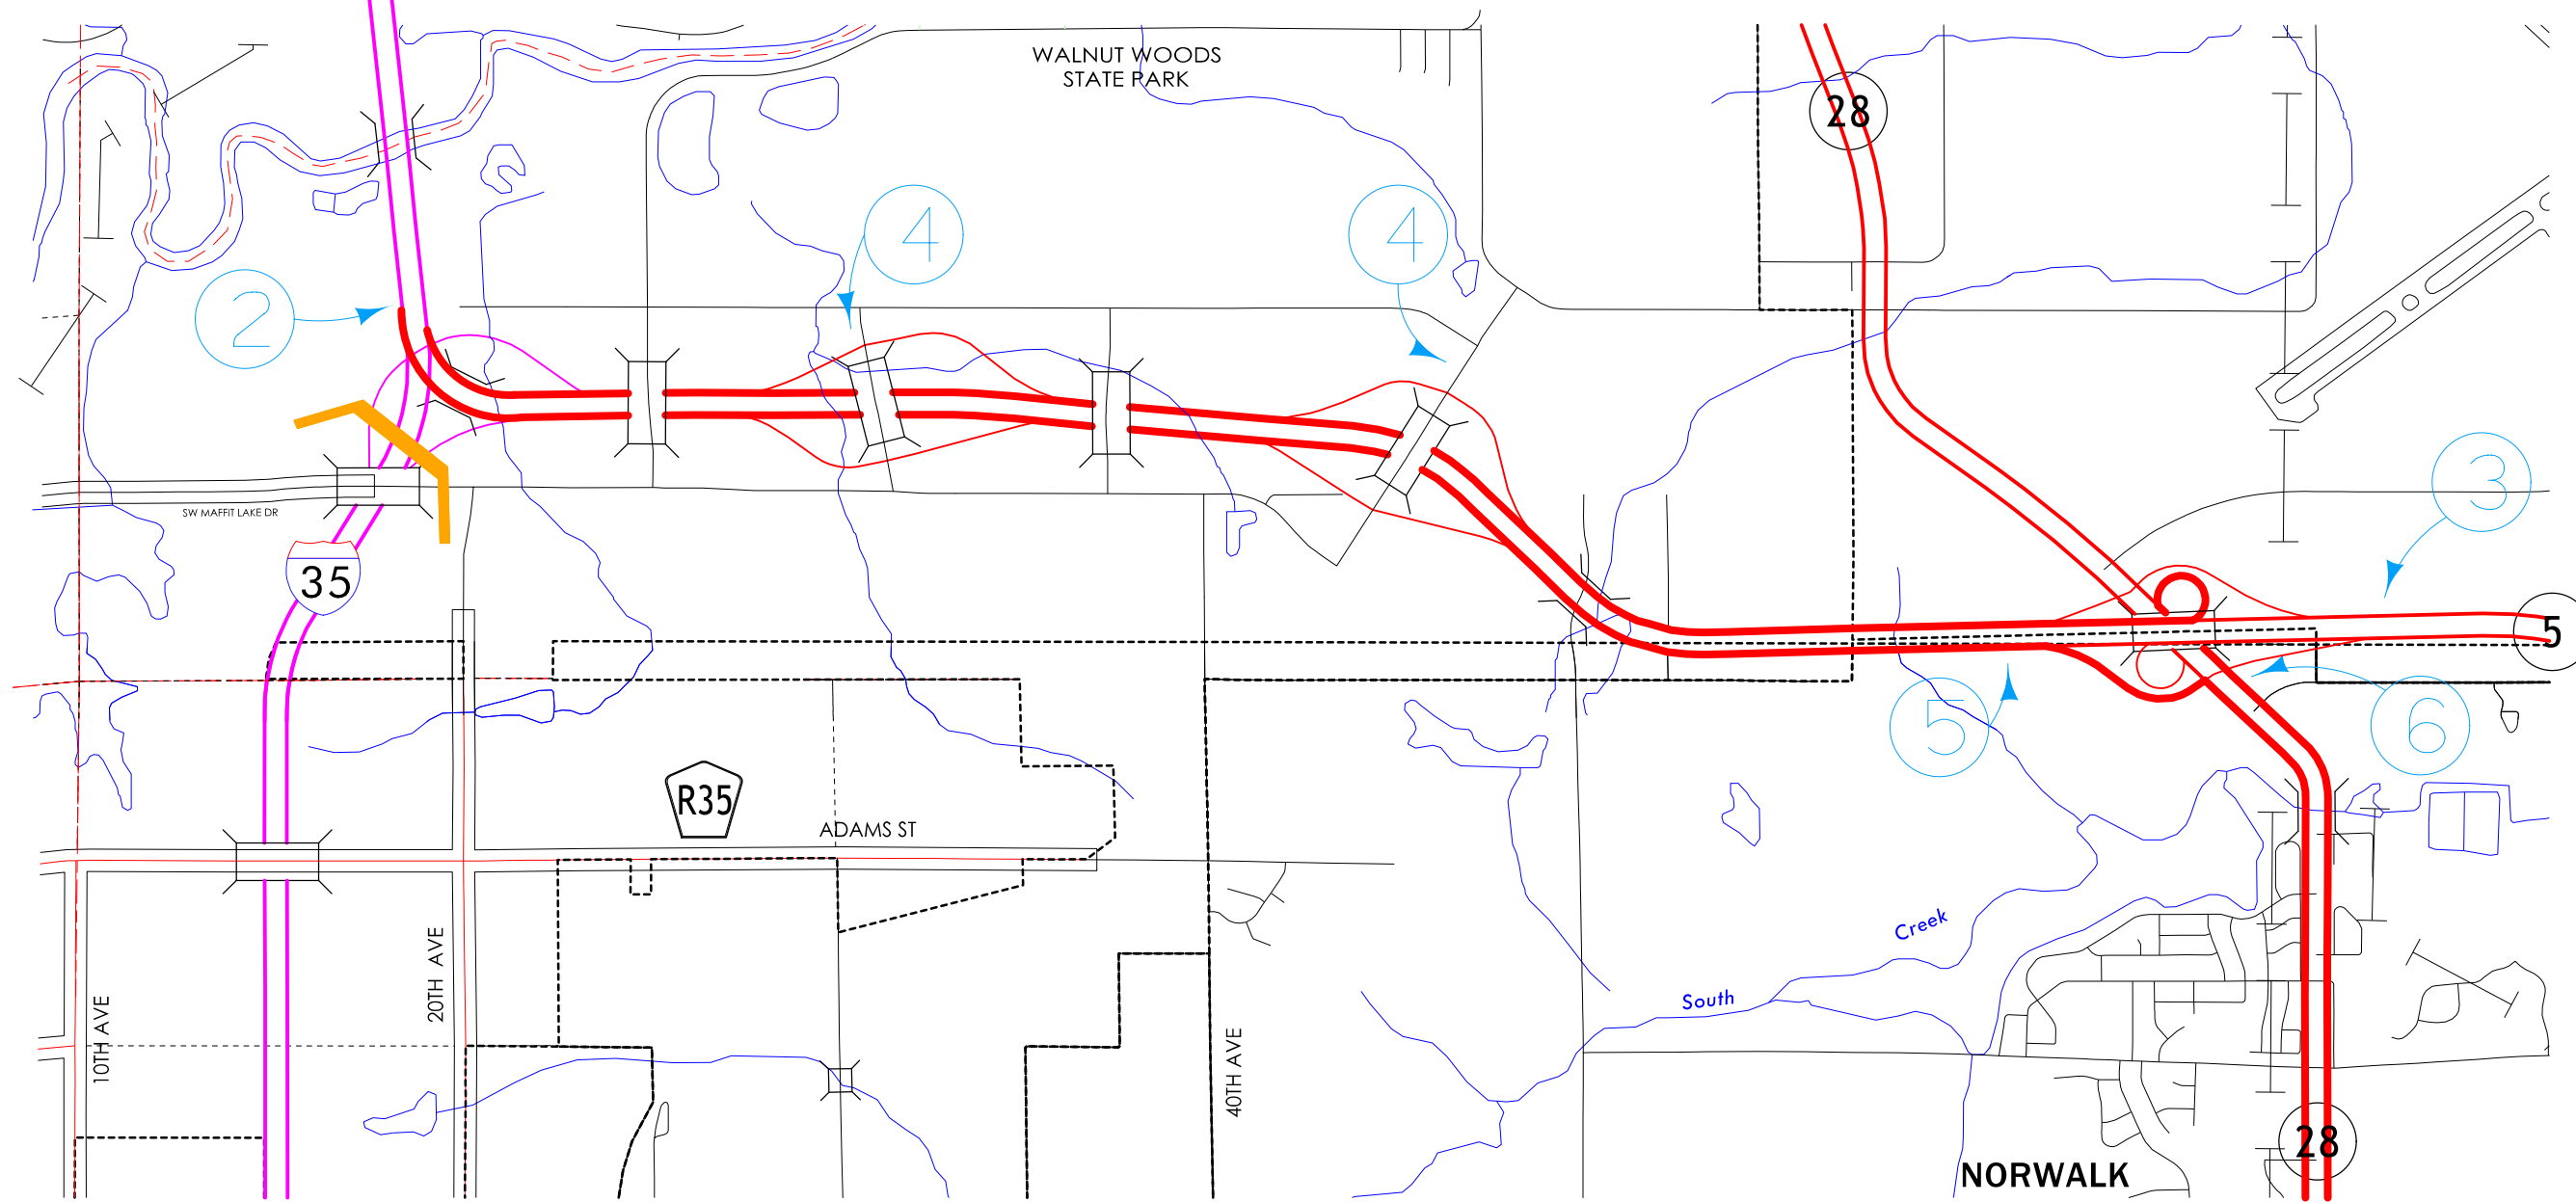 WALNUT WOODS
STATE PARK
28
4
4
2
3
SW MAFFIT LAKE DR
35
5
5
6
R35
ADAMS ST
20TH AVE
Creek
South
10TH AVE
40TH AVE
28
NORWALK